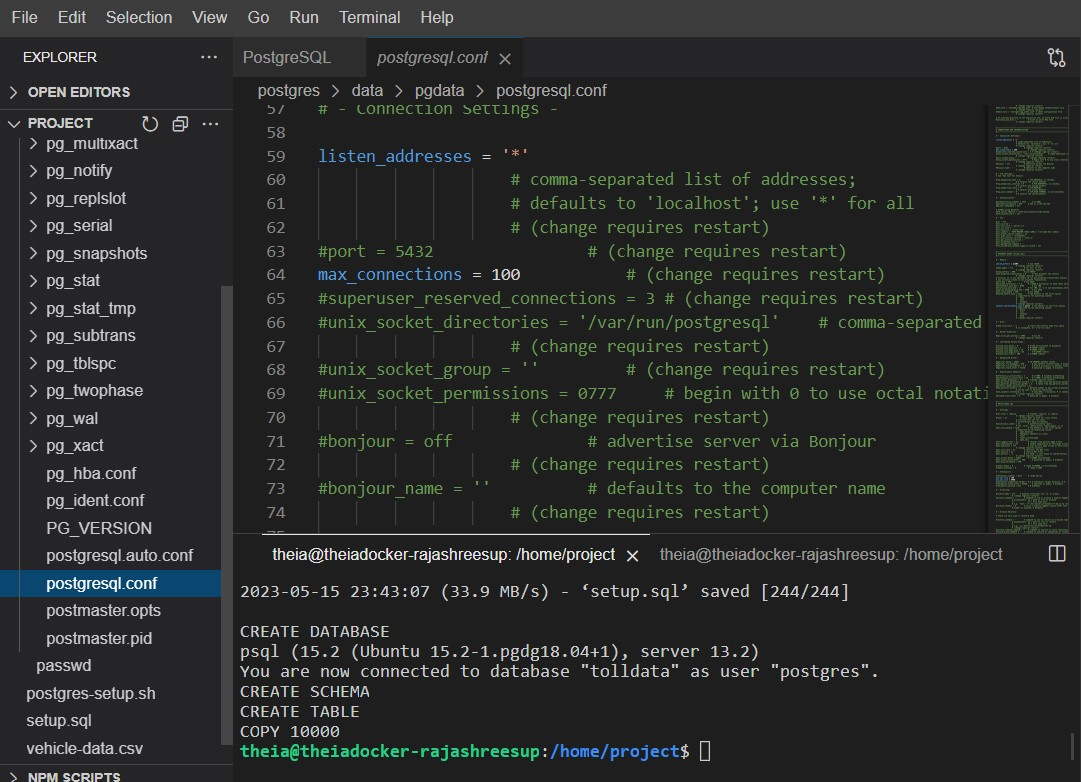 File Edit Selection View Go Run Terminal Help
EXPLORER
OPEN EDITORS
PROJECT
pg_multixact
pg_notify
pg_replslot
pg_serial
pg_snapshots
pg_stat
pg_stat_tmp
pg_subtrans
pg_tblspc
pg_twophase
pg_wal
pg_xact
pg_hba.conf
pg_ident.conf
PG_VERSION
postgresql.auto.conf
postgresql.conf
postmaster.opts
postmaster.pid
passwd
postgres-setup.sh
setup.sql
vehicle-data.csv
NPM SCRIPTS
PostgreSQL postgresql.conf
postgres > data > pgdata > postgresql.conf
57 # - Connection Settings -
58
59 listen_addresses = '*'
60 # comma-separated list of addresses;
61 # defaults to 'localhost'; use '*' for all
62 # (change requires restart)
63 #port = 5432 # (change requires restart)
64 max_connections = 100 # (change requires restart)
65 #superuser_reserved_connections = 3 # (change requires restart)
66 #unix_socket_directories = '/var/run/postgresql' # comma-separated
67 # (change requires restart)
68 #unix_socket_group = '' # (change requires restart)
69 #unix_socket_permissions = 0777 # begin with 0 to use octal notati
70 # (change requires restart)
71 #bonjour = off # advertise server via Bonjour
72 # (change requires restart)
73 #bonjour_name = '' # defaults to the computer name
74 # (change requires restart)
theia@theiadocker-rajashreesup: /home/project theia@theiadocker-rajashreesup: /home/project
2023-05-15 23:43:07 (33.9 MB/s) - ‘setup.sql’ saved [244/244]
CREATE DATABASE
psql (15.2 (Ubuntu 15.2-1.pgdg18.04+1), server 13.2)
You are now connected to database "tolldata" as user "postgres".
CREATE SCHEMA
CREATE TABLE
COPY 10000
theia@theiadocker-rajashreesup:/home/project$